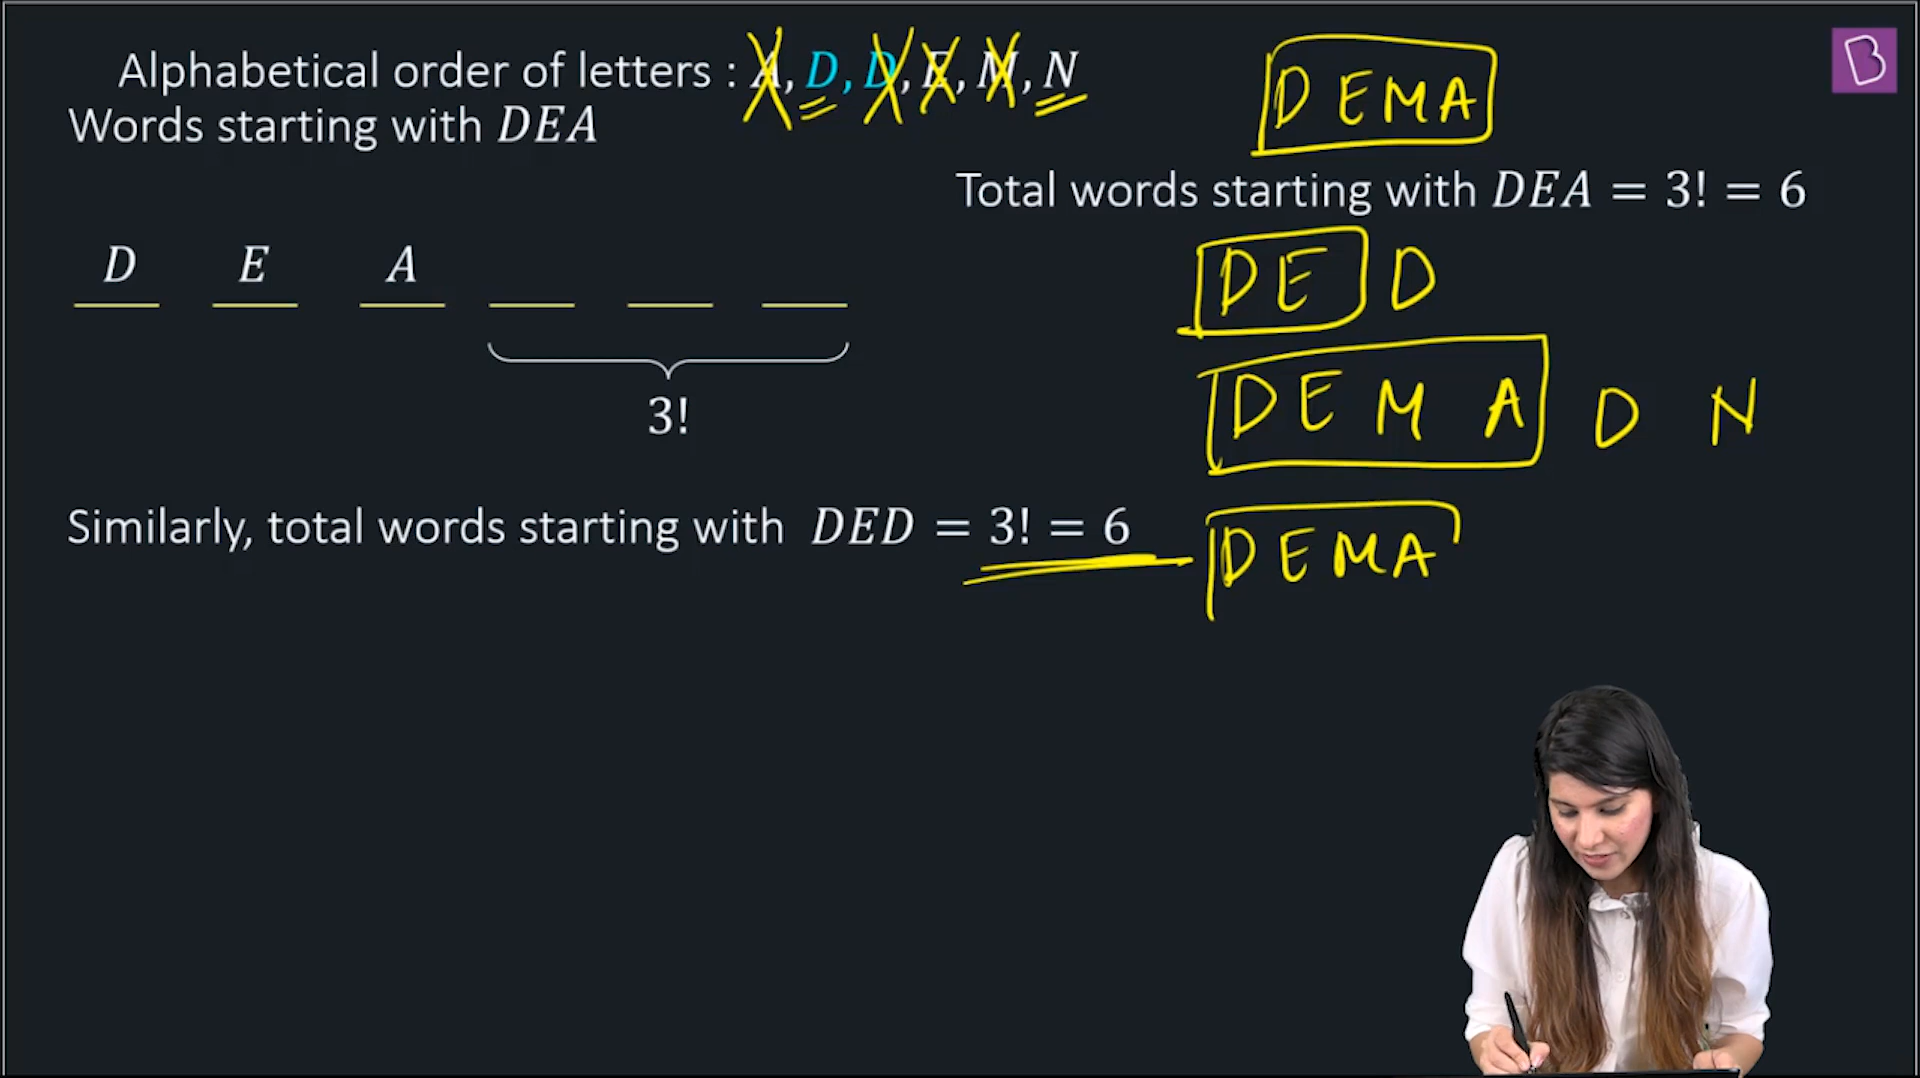 Alphabetical order of letters : A, D, D, E, M, N
DEMA
Words starting with DEA
Total words starting with DEA = 3! = 6
D E A
DE D
3!
DEMA D N
Similarly, total words starting with DED = 3! = 6
DEMA
B